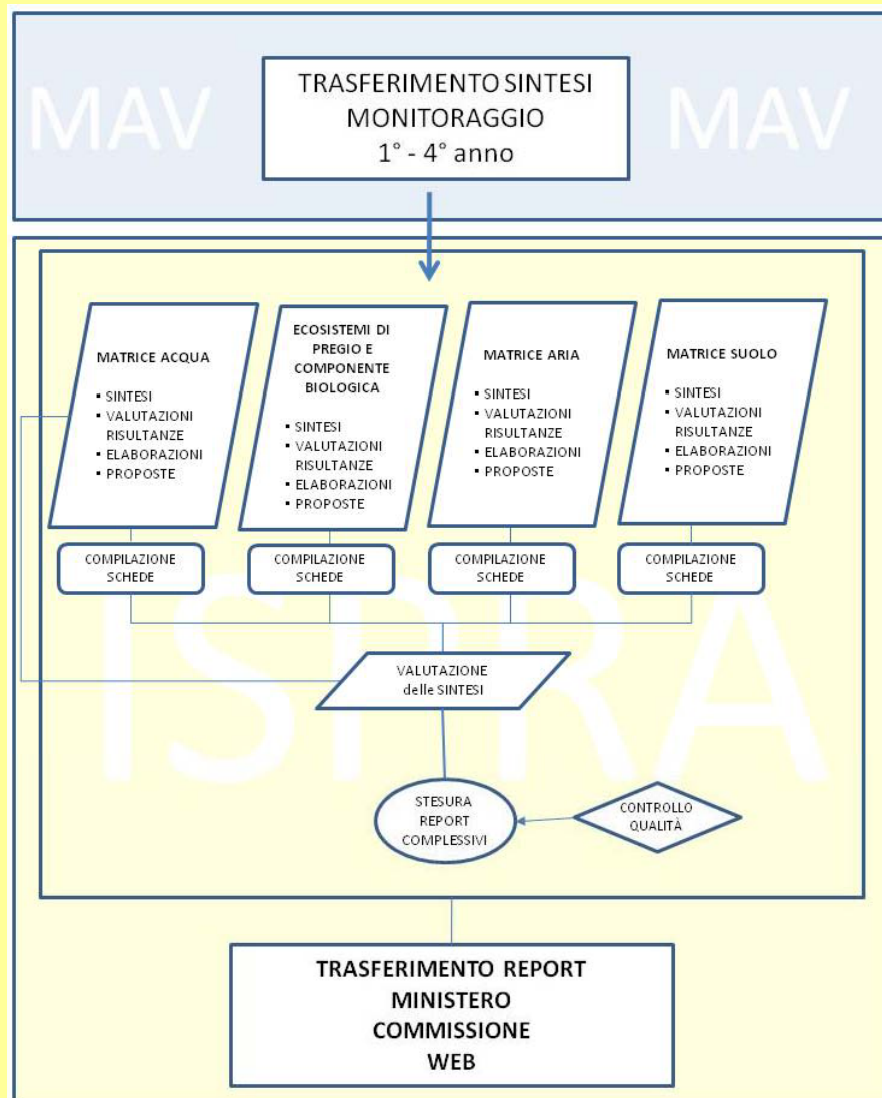 MAV
MAV
TRASFERIMENTO SINTESI
MONITORAGGIO
1° - 4° anno
ISPRA
MATRICE ACQUA
▪ SINTESI
▪ VALUTAZIONI
RISULTANZE
▪ ELABORAZIONI
▪ PROPOSTE
ECOSISTEMI DI
PREGIO E
COMPONENTE
BIOLOGICA
▪ SINTESI
▪ VALUTAZIONI
RISULTANZE
▪ ELABORAZIONI
▪ PROPOSTE
MATRICE ARIA
▪ SINTESI
▪ VALUTAZIONI
RISULTANZE
▪ ELABORAZIONI
▪ PROPOSTE
MATRICE SUOLO
▪ SINTESI
▪ VALUTAZIONI
RISULTANZE
▪ ELABORAZIONI
▪ PROPOSTE
COMPILAZIONE
SCHEDE
COMPILAZIONE
SCHEDE
COMPILAZIONE
SCHEDE
COMPILAZIONE
SCHEDE
VALUTAZIONE
delle SINTESI
STESURA
REPORT
COMPLESSIVI
CONTROLLO
QUALITÀ
TRASFERIMENTO REPORT
MINISTERO
COMMISSIONE
WEB